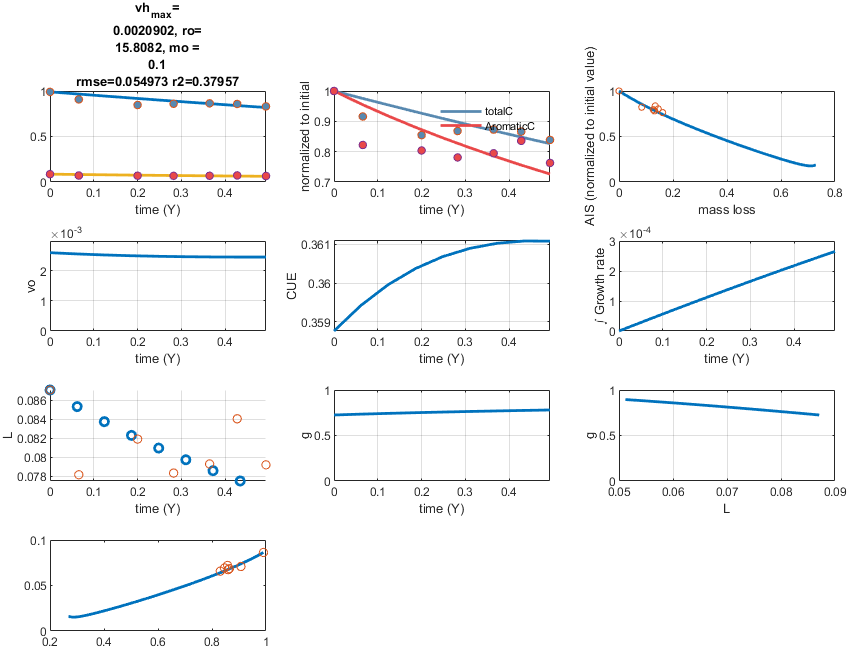 vh_max=
0.0020902, ro=
15.8082, mo =
0.1
rmse=0.054973 r2=0.37957
1
0.5
0
0 0.1 0.2 0.3 0.4
time (Y)
normalized to initial
1
0.9
0.8
0.7
totalC
AromaticC
0 0.1 0.2 0.3 0.4
time (Y)
AIS (normalized to initial value)
1
0.5
0
0 0.2 0.4 0.6 0.8
mass loss
×10-3
vo
2
1
0
0 0.1 0.2 0.3 0.4
time (Y)
CUE
0.361
0.36
0.359
0 0.1 0.2 0.3 0.4
time (Y)
×10-4
∫ Growth rate
3
2
1
0
0 0.1 0.2 0.3 0.4
time (Y)
L
0.086
0.084
0.082
0.08
0.078
0 0.1 0.2 0.3 0.4
time (Y)
g
1
0.5
0
0 0.1 0.2 0.3 0.4
time (Y)
g
1
0.5
0
0.05 0.06 0.07 0.08 0.09
L
0.1
0.05
0
0.2 0.4 0.6 0.8 1